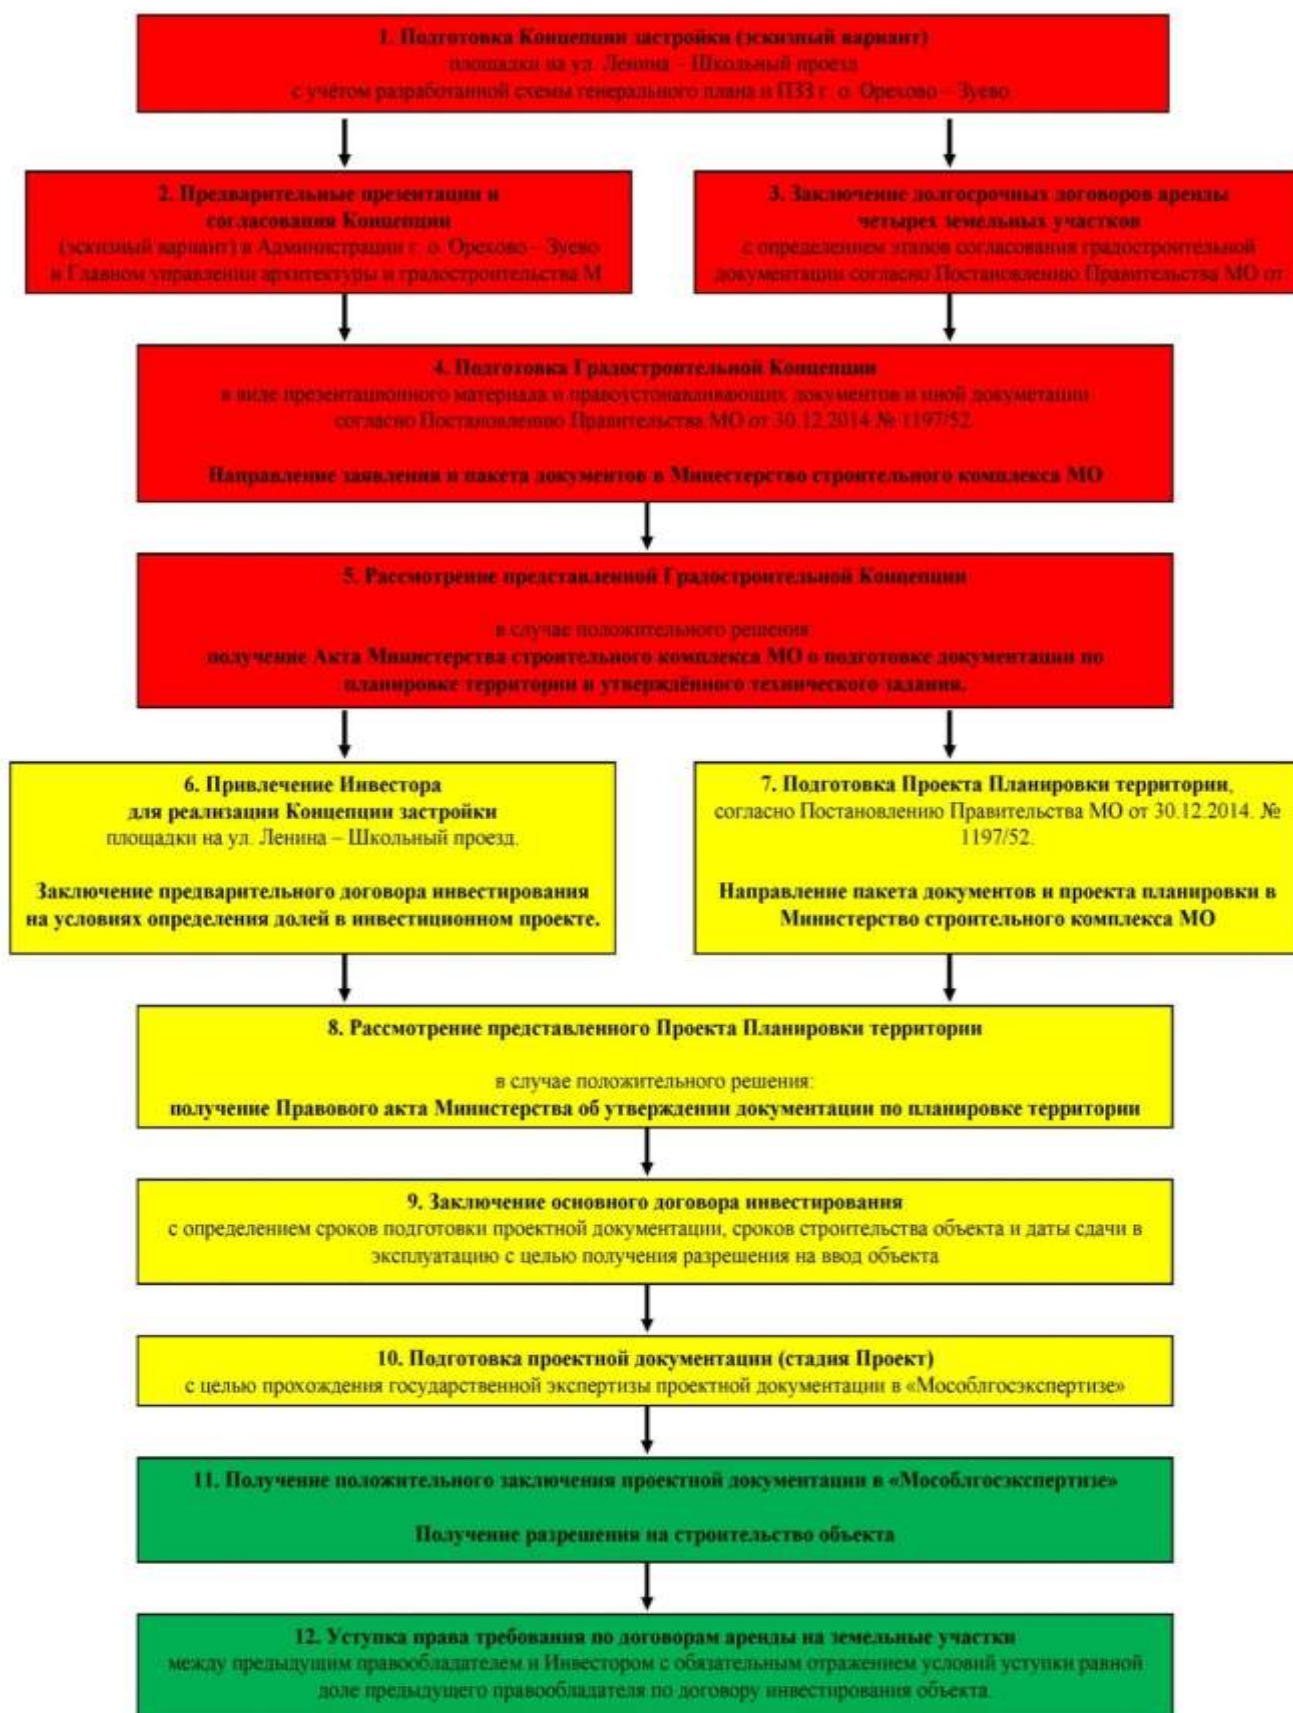 1. Подготовка Концепции застройки (эскизный вариант)
площадки на ул. Ленина – Школьный проезд
с учётом разработанной схемы генерального плана и ПЗЗ г. о. Орехово – Зуево
2. Предварительные презентации и
согласования Концепции
(эскизный вариант) в Администрации г. о. Орехово – Зуево
и Главном управлении архитектуры и градостроительства М
3. Заключение долгосрочных договоров аренды
четырех земельных участков
с определением этапов согласования градостроительной
документации согласно Постановлению Правительства МО от
4. Подготовка Градостроительной Концепции
в виде презентационного материала и правоустонавливающих документов и иной документации
согласно Постановлению Правительства МО от 30.12.2014 № 1197/52.
Направление заявления и пакета документов в Минестерство строительного комплекса МО
5. Рассмотрение представленной Градостроительной Концепции
в случае положительного решения:
получение Акта Министерства строительного комплекса МО о подготовке документации по
планировке территории и утверждённого технического задания.
6. Привлечение Инвестора
для реализации Концепции застройки
площадки на ул. Ленина – Школьный проезд.
Заключение предварительного договора инвестирования
на условиях определения долей в инвестиционном проекте.
7. Подготовка Проекта Планировки территории,
согласно Постановлению Правительства МО от 30.12.2014. №
1197/52.
Направление пакета документов и проекта планировки в
Министерство строительного комплекса МО
8. Рассмотрение представленного Проекта Планировки территории
в случае положительного решения:
получение Правового акта Министерства об утверждении документации по планировке территории
9. Заключение основного договора инвестирования
с определением сроков подготовки проектной документации, сроков строительства объекта и даты сдачи в
эксплуатацию с целью получения разрешения на ввод объекта
10. Подготовка проектной документации (стадия Проект)
с целью прохождения государственной экспертизы проектной документации в «Мособлгосэкспертизе»
11. Получение положительного заключения проектной документации в «Мособлгосэкспертизе»
Получение разрешения на строительство объекта
12. Уступка права требования по договорам аренды на земельные участки
между предыдущим правообладателем и Инвестором с обязательным отражением условий уступки равной
доле предыдущего правообладателя по договору инвестирования объекта.